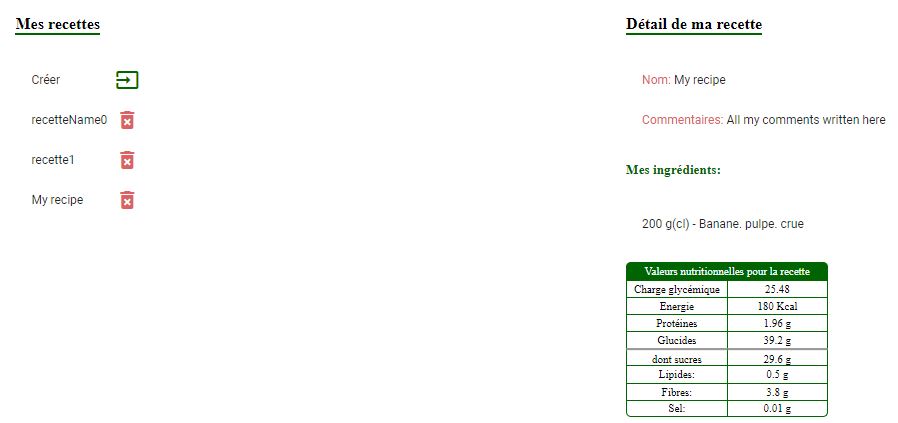 Mes recettes
Créer
recetteName0
recette1
My recipe
Détail de ma recette
Nom: My recipe
Commentaires: All my comments written here
Mes ingrédients:
200 g(cl) - Banane. pulpe. crue
Valeurs nutritionnelles pour la recette
Charge glycémique 25.48
Energie 180 Kcal
Protéines 1.96 g
Glucides 39.2 g
dont sucres 29.6 g
Lipides: 0.5 g
Fibres: 3.8 g
Sel: 0.01 g